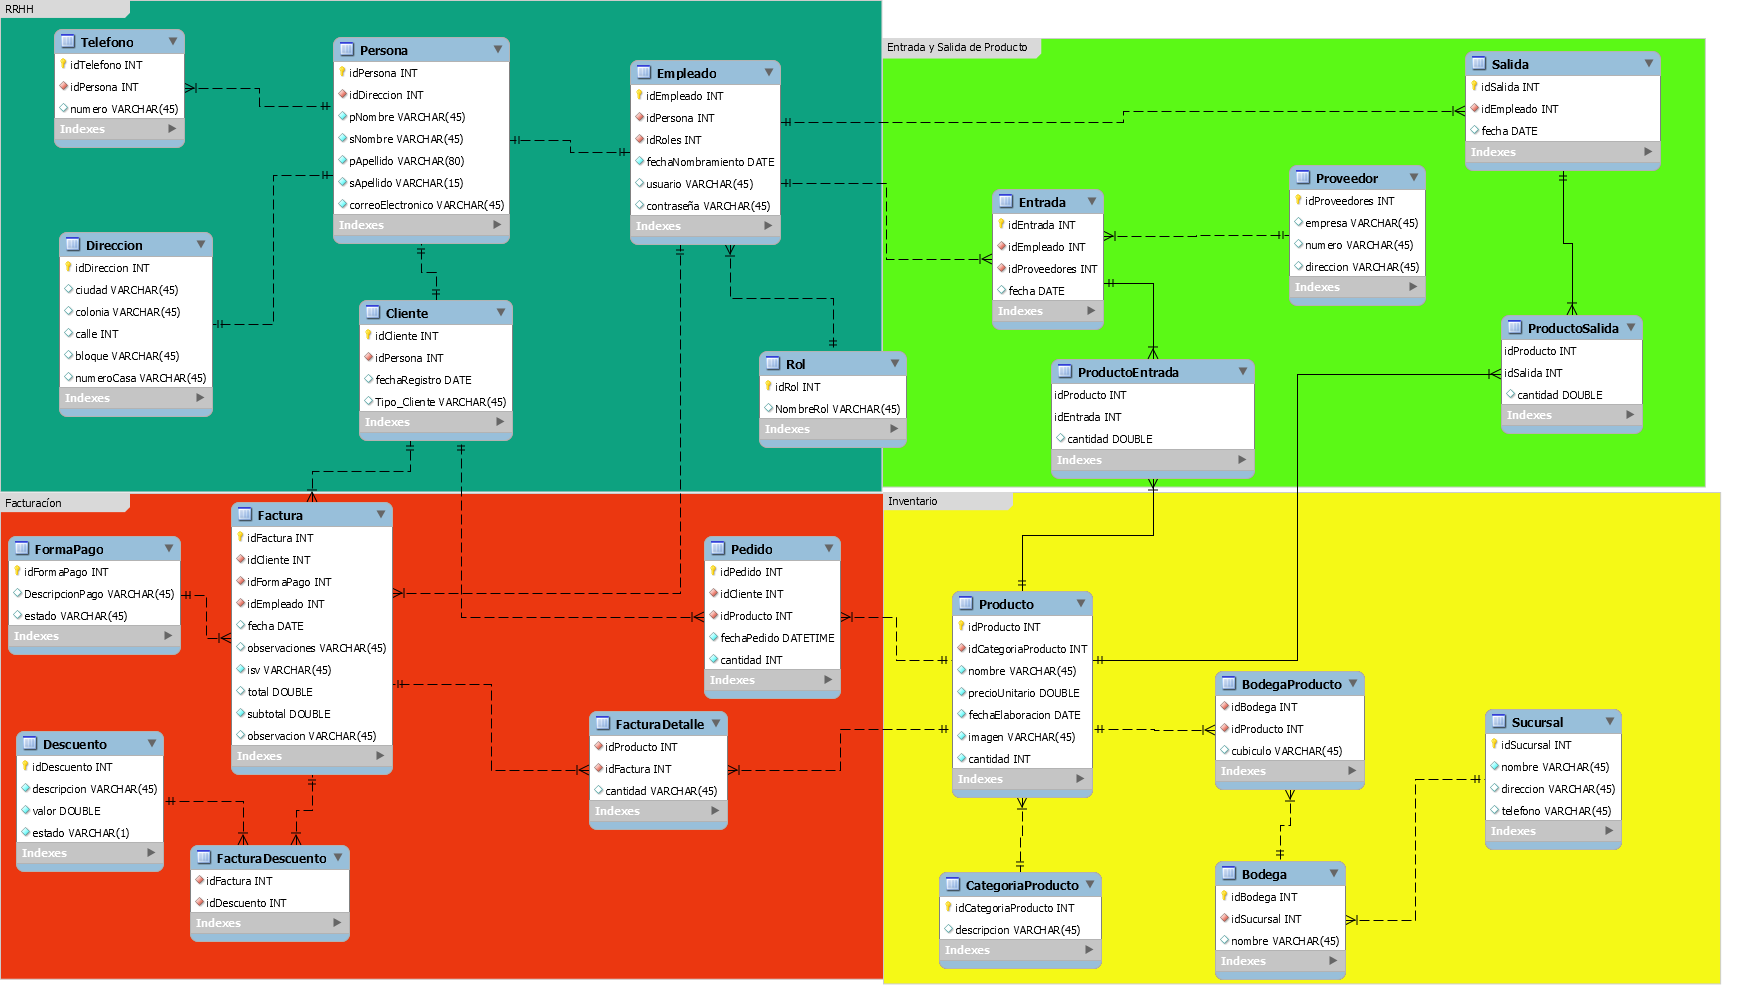 RRHH
Telefono
idTelefono INT
idPersona INT
numero VARCHAR(45)
Indexes
Persona
idPersona INT
idDireccion INT
pNombre VARCHAR(45)
sNombre VARCHAR(45)
pApellido VARCHAR(80)
sApellido VARCHAR(15)
correoElectronico VARCHAR(45)
Indexes
Empleado
idEmpleado INT
idPersona INT
idRoles INT
fechaNombramiento DATE
usuario VARCHAR(45)
contraseña VARCHAR(45)
Indexes
Direccion
idDireccion INT
ciudad VARCHAR(45)
colonia VARCHAR(45)
calle INT
bloque VARCHAR(45)
numeroCasa VARCHAR(45)
Indexes
Cliente
idCliente INT
idPersona INT
fechaRegistro DATE
Tipo_Cliente VARCHAR(45)
Indexes
Rol
idRol INT
NombreRol VARCHAR(45)
Indexes
Entrada y Salida de Producto
Salida
idSalida INT
idEmpleado INT
fecha DATE
Indexes
Proveedor
idProveedores INT
empresa VARCHAR(45)
numero VARCHAR(45)
direccion VARCHAR(45)
Indexes
Entrada
idEntrada INT
idEmpleado INT
idProveedores INT
fecha DATE
Indexes
ProductoEntrada
idProducto INT
idEntrada INT
cantidad DOUBLE
Indexes
ProductoSalida
idProducto INT
idSalida INT
cantidad DOUBLE
Indexes
Facturacíon
FormaPago
idFormaPago INT
DescripcionPago VARCHAR(45)
estado VARCHAR(45)
Indexes
Factura
idFactura INT
idCliente INT
idFormaPago INT
idEmpleado INT
fecha DATE
observaciones VARCHAR(45)
isv VARCHAR(45)
total DOUBLE
subtotal DOUBLE
observacion VARCHAR(45)
Indexes
Pedido
idPedido INT
idCliente INT
idProducto INT
fechaPedido DATETIME
cantidad INT
Indexes
FacturaDetalle
idProducto INT
idFactura INT
cantidad VARCHAR(45)
Indexes
Descuento
idDescuento INT
descripcion VARCHAR(45)
valor DOUBLE
estado VARCHAR(1)
Indexes
FacturaDescuento
idFactura INT
idDescuento INT
Indexes
Inventario
Producto
idProducto INT
idCategoriaProducto INT
nombre VARCHAR(45)
precioUnitario DOUBLE
fechaElaboracion DATE
imagen VARCHAR(45)
cantidad INT
Indexes
BodegaProducto
idBodega INT
idProducto INT
cubiculo VARCHAR(45)
Indexes
Sucursal
idSucursal INT
nombre VARCHAR(45)
direccion VARCHAR(45)
telefono VARCHAR(45)
Indexes
CategoriaProducto
idCategoriaProducto INT
descripcion VARCHAR(45)
Indexes
Bodega
idBodega INT
idSucursal INT
nombre VARCHAR(45)
Indexes